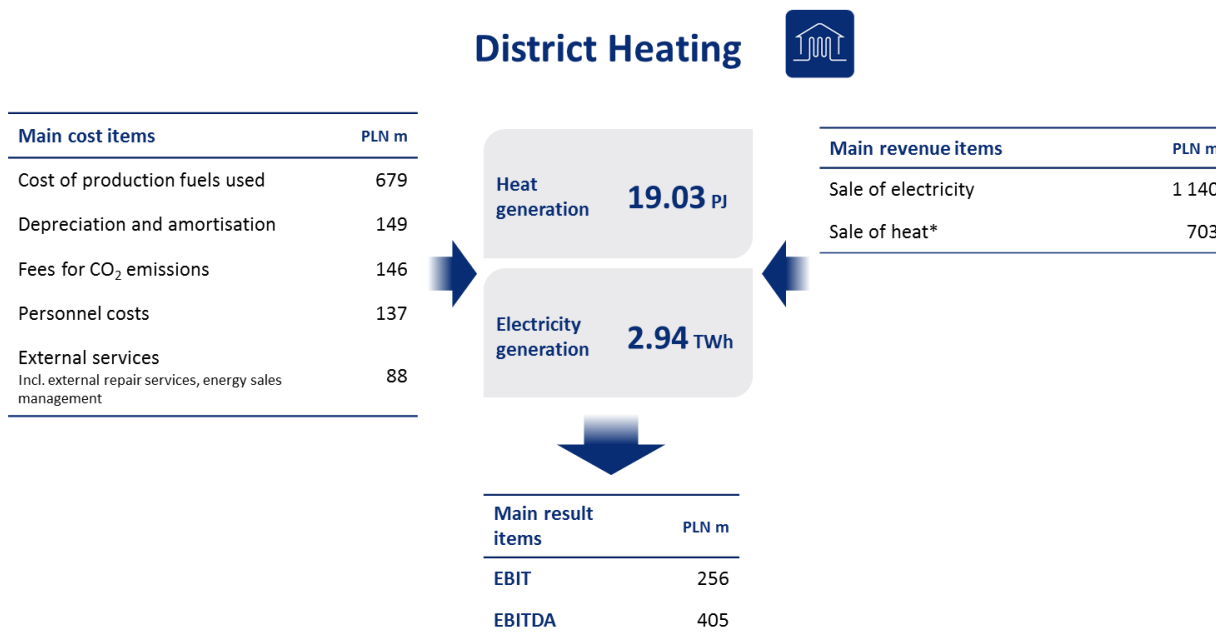 District Heating
Main cost items PLN m
Cost of production fuels used 679
Depreciation and amortisation 149
Fees for CO₂ emissions 146
Personnel costs 137
External services
Incl. external repair services, energy sales
management
88
Heat
generation
19.03 PJ
Electricity
generation
2.94 TWh
Main revenue items PLN m
Sale of electricity 1 140
Sale of heat* 703
Main result
items
PLN m
EBIT 256
EBITDA 405